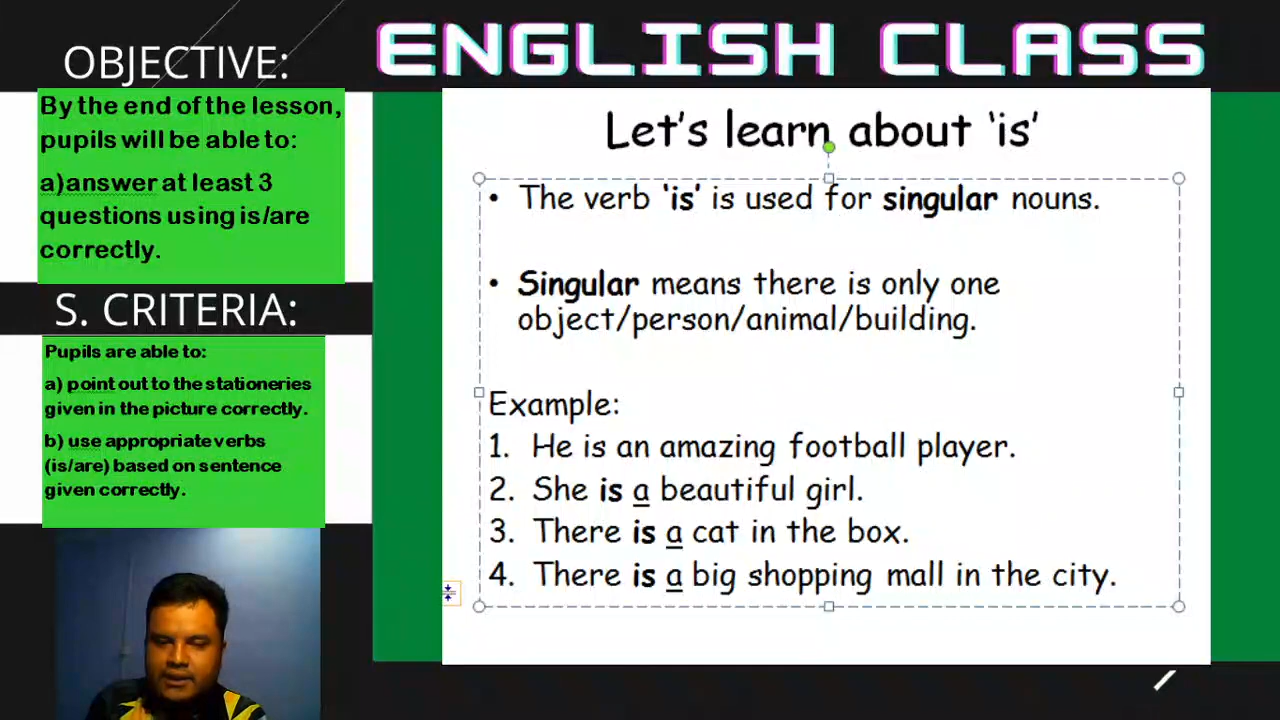 ENGLISH CLASS
OBJECTIVE:
By the end of the lesson,
pupils will be able to:
a)answer at least 3
questions using is/are
correctly.
S. CRITERIA:
Pupils are able to:
a) point out to the stationeries
given in the picture correctly.
b) use appropriate verbs
(is/are) based on sentence
given correctly.
Let's learn about 'is'
• The verb 'is' is used for singular nouns.
• Singular means there is only one
object/person/animal/building.
Example:
1. He is an amazing football player.
2. She is a beautiful girl.
3. There is a cat in the box.
4. There is a big shopping mall in the city.